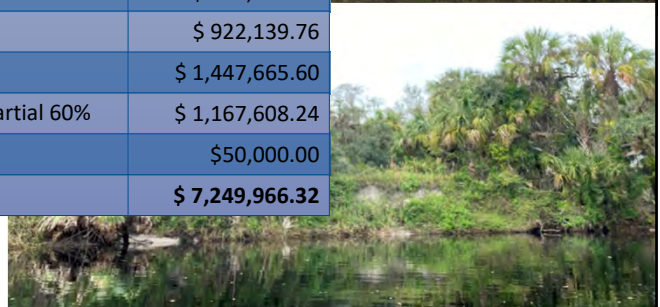 $ 922,139.76
$ 1,447,665.60
60% $ 1,167,608.24
$50,000.00
$ 7,249,966.32